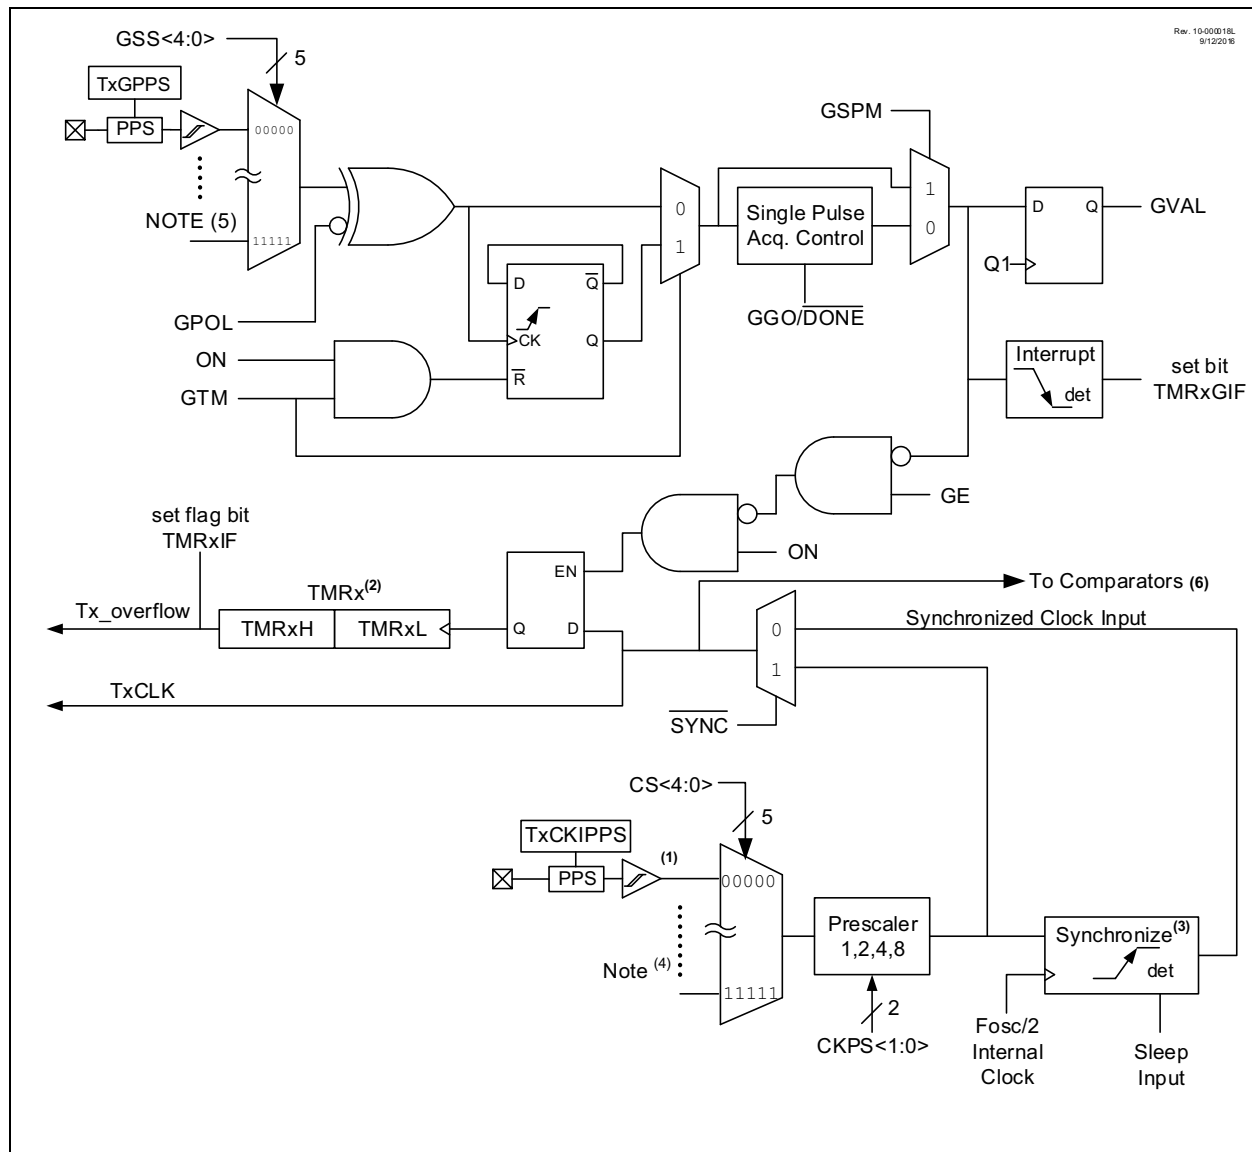 Rev. 10-000018L
9/12/2016
GSS<4:0>
5
TxGPPS
PPS
00000
NOTE (5)
11111
GPOL
ON
GTM
D
Q
CK
Q
R
0
1
Single Pulse
Acq. Control
GGO/DONE
GSPM
1
0
D
Q
Q1
GVAL
Interrupt
det
set bit
TMRxGIF
GE
ON
set flag bit
TMRxIF
Tx_overflow
TMRx(2)
TMRxH
TMRxL
EN
Q
D
TxCLK
To Comparators (6)
0
1
Synchronized Clock Input
SYNC
CS<4:0>
5
TxCKIPPS
PPS
(1)
00000
Note (4)
11111
Prescaler
1,2,4,8
2
CKPS<1:0>
Synchronize(3)
det
Fosc/2
Internal
Clock
Sleep
Input